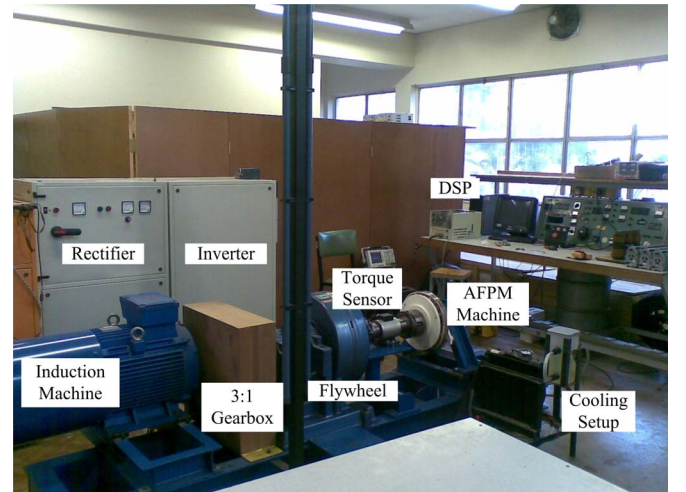 DSP
Rectifier
Inverter
Torque
Sensor
AFPM
Machine
Induction
Machine
3:1
Gearbox
Flywheel
Cooling
Setup